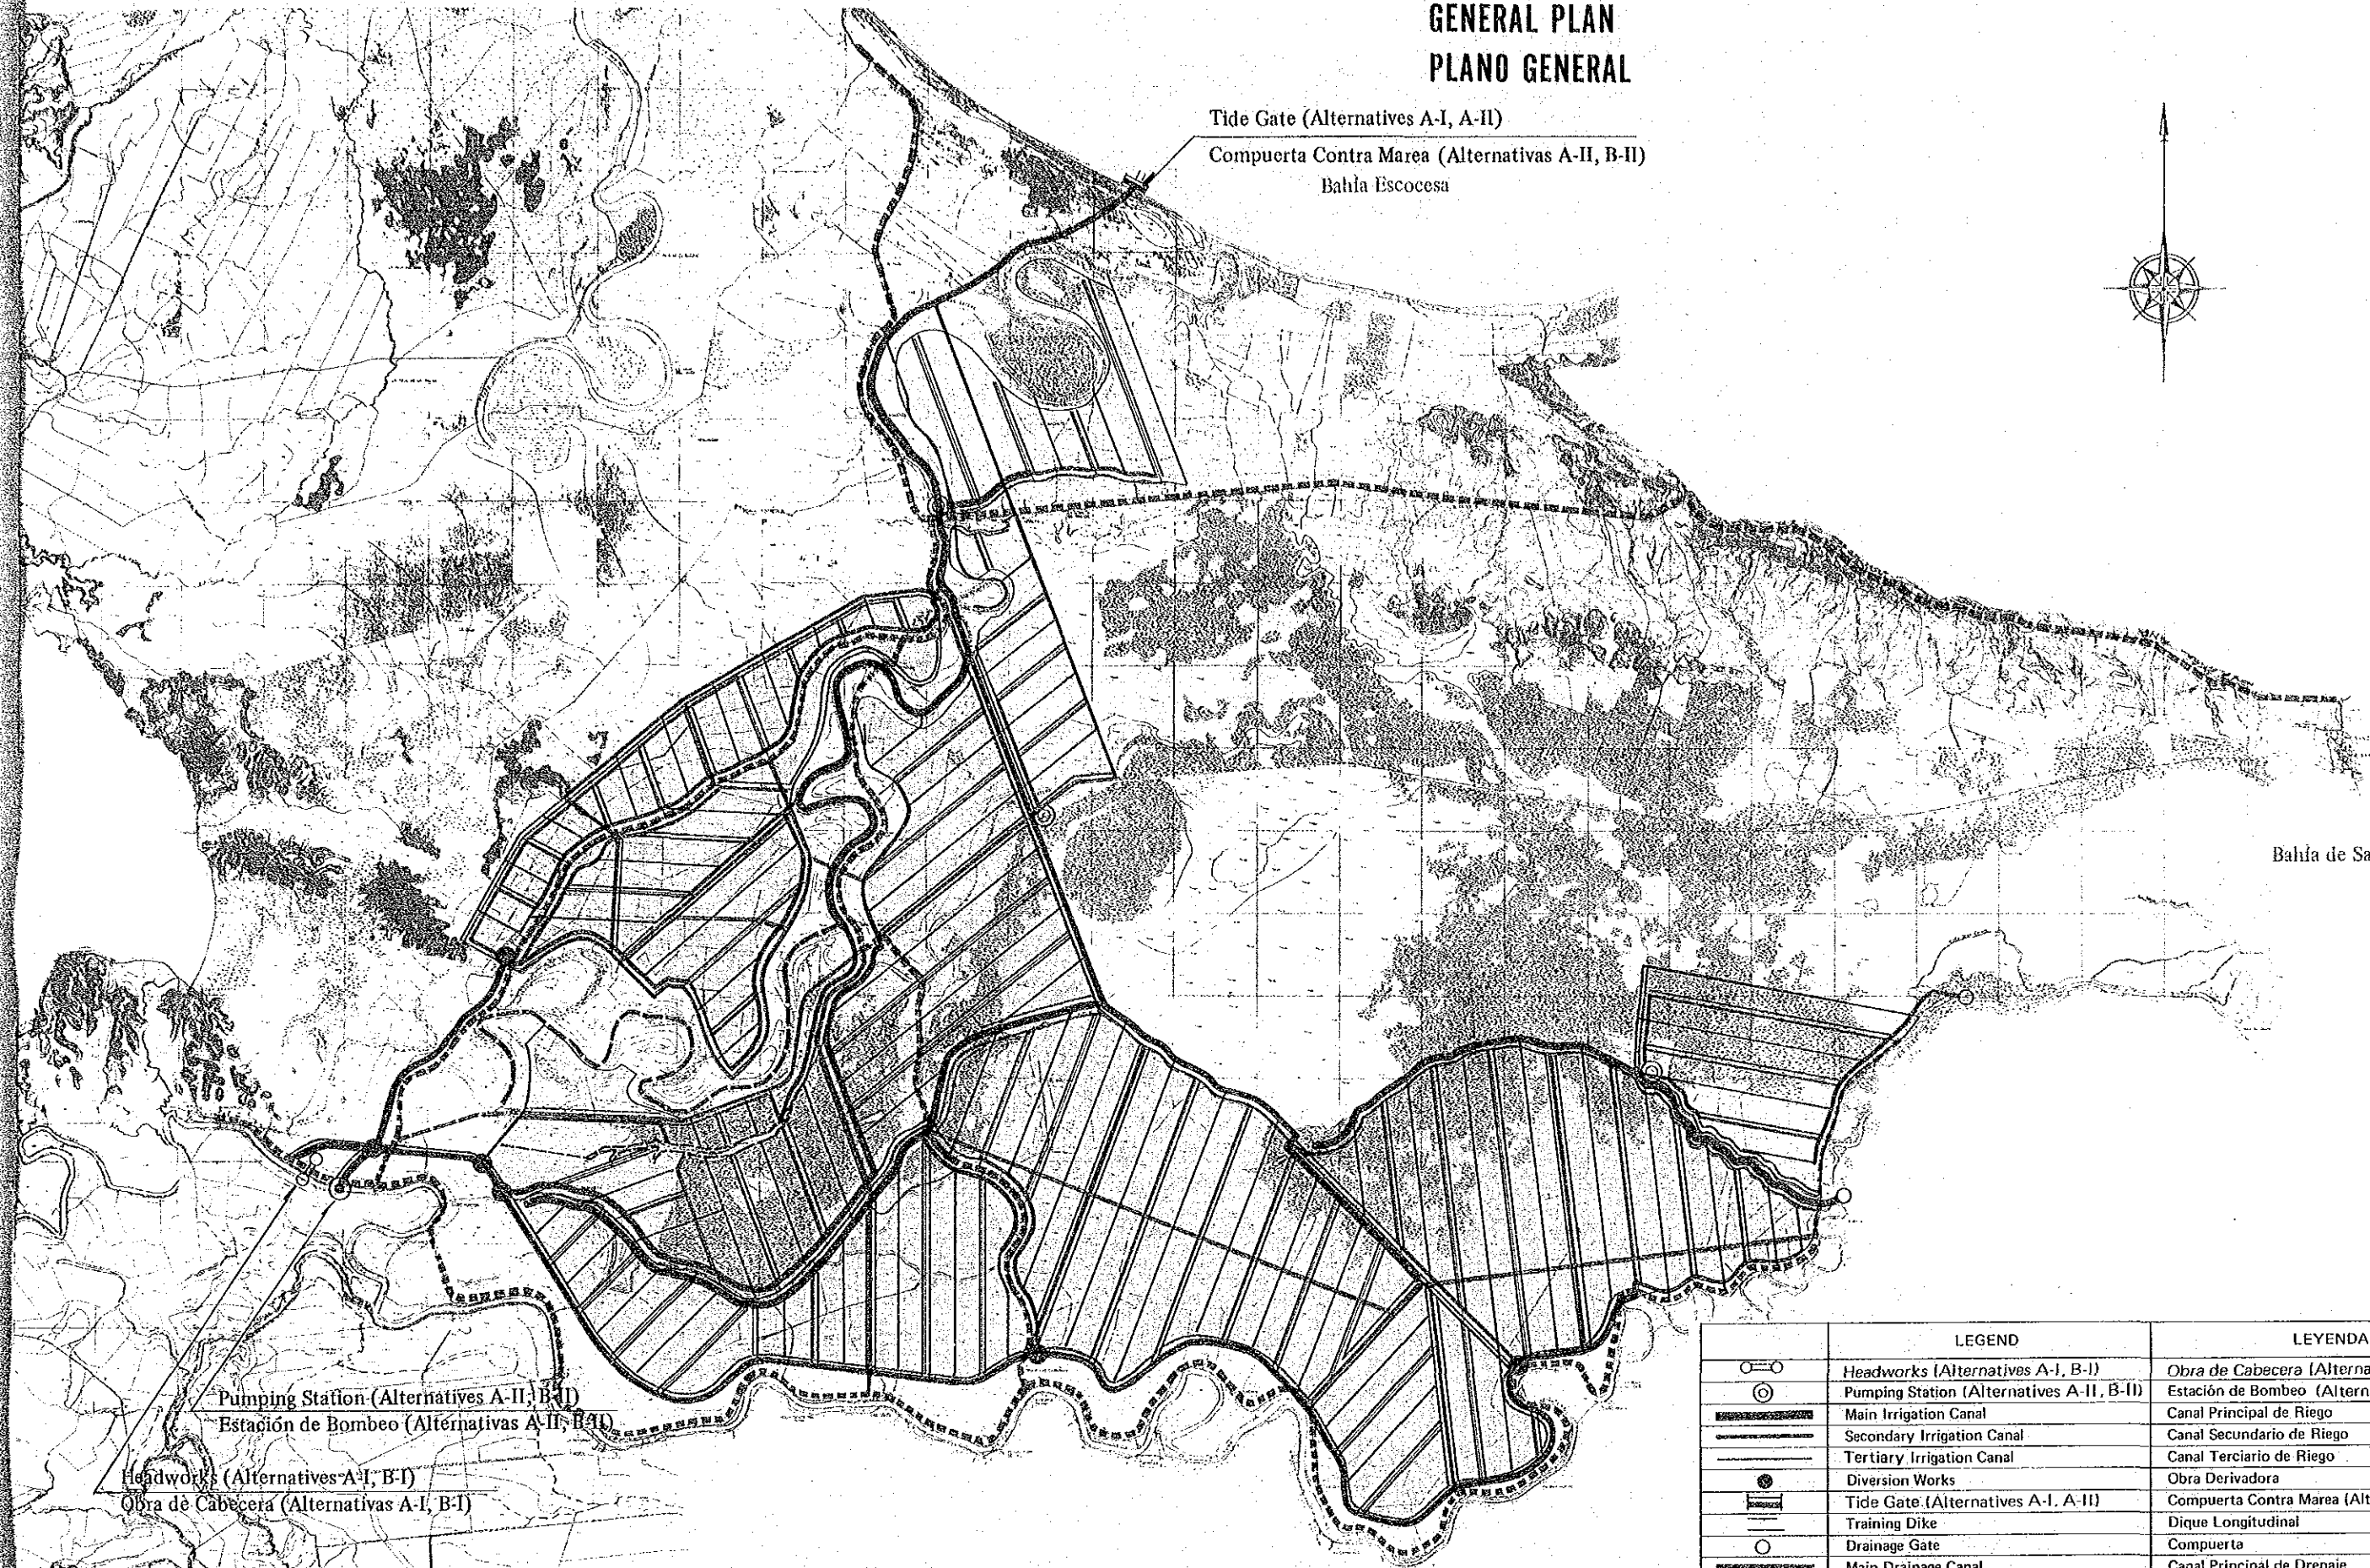 GENERAL PLAN
PLANO GENERAL
Tide Gate (Alternatives A-I, A-II)
Compuerta Contra Marea (Alternativas A-II, B-II)
Bahía Escocesa
Bahía de Sa
Pumping Station (Alternatives A-II, B-II)
Estación de Bombeo (Alternativas A-II, B-II)
Headworks (Alternatives A-I, B-I)
Obra de Cabecera (Alternativas A-I, B-I)
LEGEND LEYENDA
Headworks (Alternatives A-I, B-I) Obra de Cabecera (Alterna
Pumping Station (Alternatives A-II, B-II) Estación de Bombeo (Altern
Main Irrigation Canal Canal Principal de Riego
Secondary Irrigation Canal Canal Secundario de Riego
Tertiary Irrigation Canal Canal Terciario de Riego
Diversion Works Obra Derivadora
Tide Gate (Alternatives A-I, A-II) Compuerta Contra Marea (Alt
Training Dike Dique Longitudinal
Drainage Gate Compuerta
Main Drainage Canal Canal Principal de Drenaje